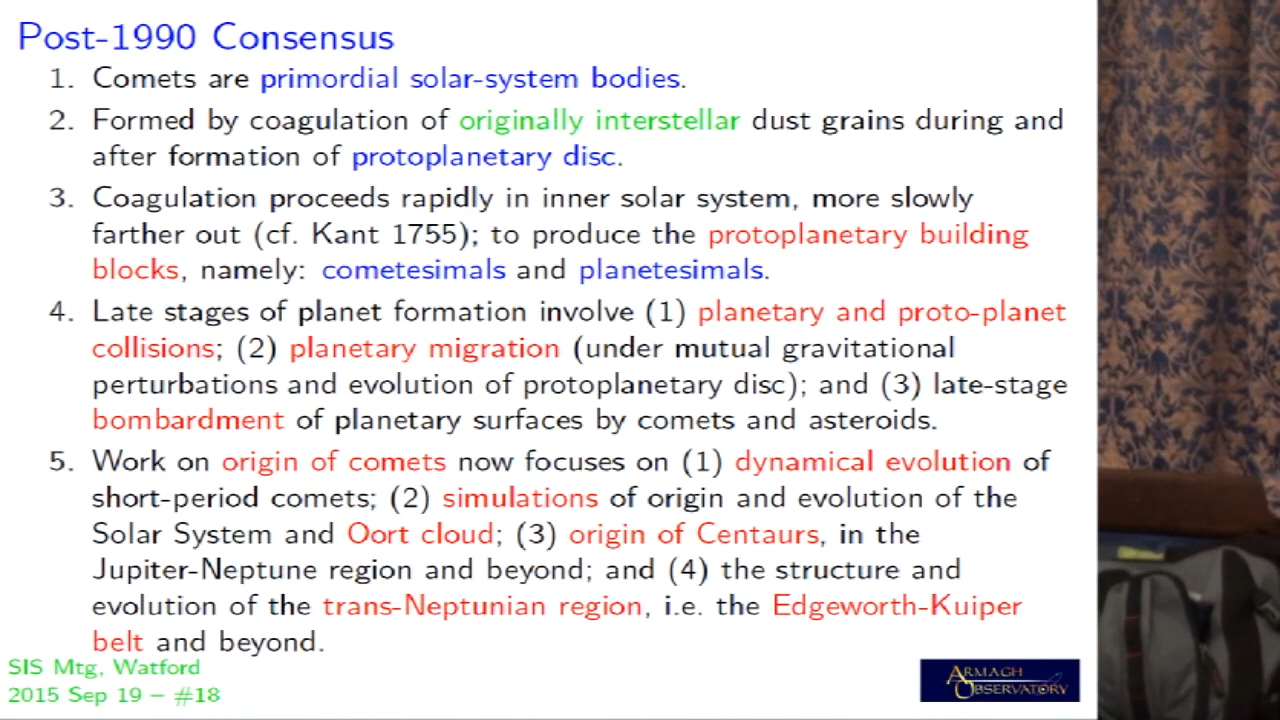 Post-1990 Consensus
1. Comets are primordial solar-system bodies.
2. Formed by coagulation of originally interstellar dust grains during and
after formation of protoplanetary disc.
3. Coagulation proceeds rapidly in inner solar system, more slowly
farther out (cf. Kant 1755); to produce the protoplanetary building
blocks, namely: cometesimals and planetesimals.
4. Late stages of planet formation involve (1) planetary and proto-planet
collisions; (2) planetary migration (under mutual gravitational
perturbations and evolution of protoplanetary disc); and (3) late-stage
bombardment of planetary surfaces by comets and asteroids.
5. Work on origin of comets now focuses on (1) dynamical evolution of
short-period comets; (2) simulations of origin and evolution of the
Solar System and Oort cloud; (3) origin of Centaurs, in the
Jupiter-Neptune region and beyond; and (4) the structure and
evolution of the trans-Neptunian region, i.e. the Edgeworth-Kuiper
belt and beyond.
SIS Mtg, Watford
2015 Sep 19 – #18
ARMAGH
OBSERVATORY